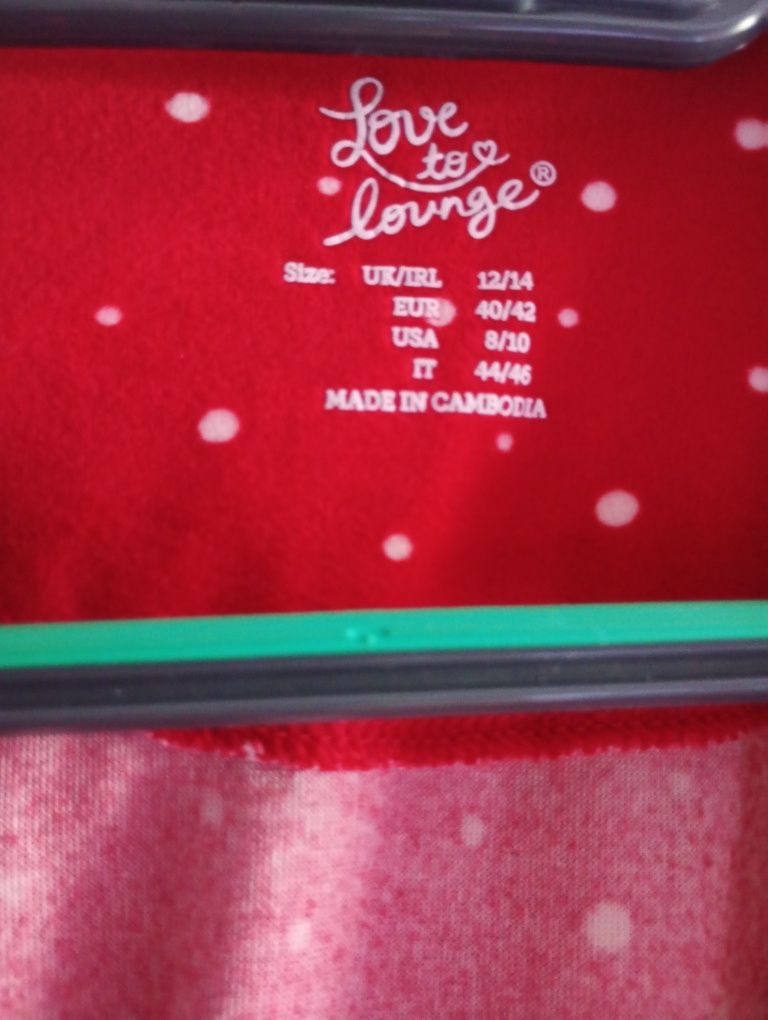 Love
to
lounge®
Size: UK/IRL 12/14
EUR 40/42
USA 8/10
IT 44/46
MADE IN CAMBODIA